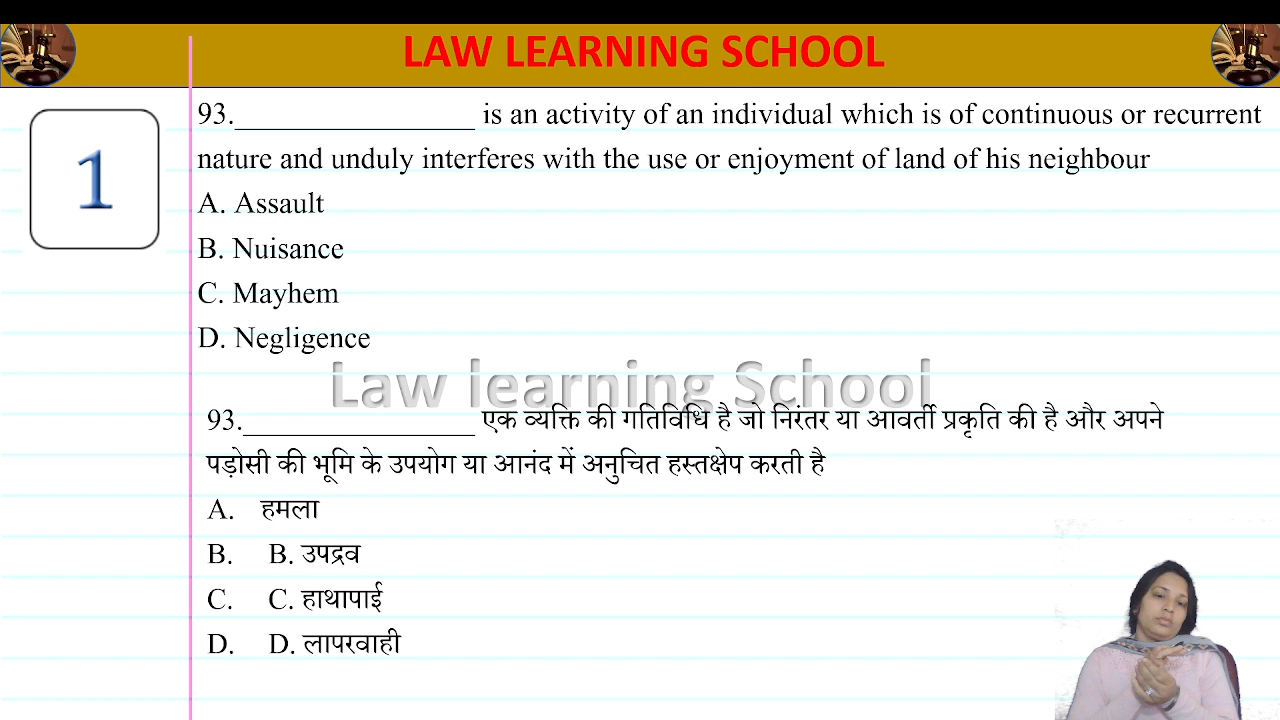 LAW LEARNING SCHOOL
1
93.________________ is an activity of an individual which is of continuous or recurrent
nature and unduly interferes with the use or enjoyment of land of his neighbour
A. Assault
B. Nuisance
C. Mayhem
D. Negligence
Law learning School
93.________________ एक व्यक्ति की गतिविधि है जो निरंतर या आवर्ती प्रकृति की है और अपने
पड़ोसी की भूमि के उपयोग या आनंद में अनुचित हस्तक्षेप करती है
A. हमला
B. B. उपद्रव
C. C. हाथापाई
D. D. लापरवाही